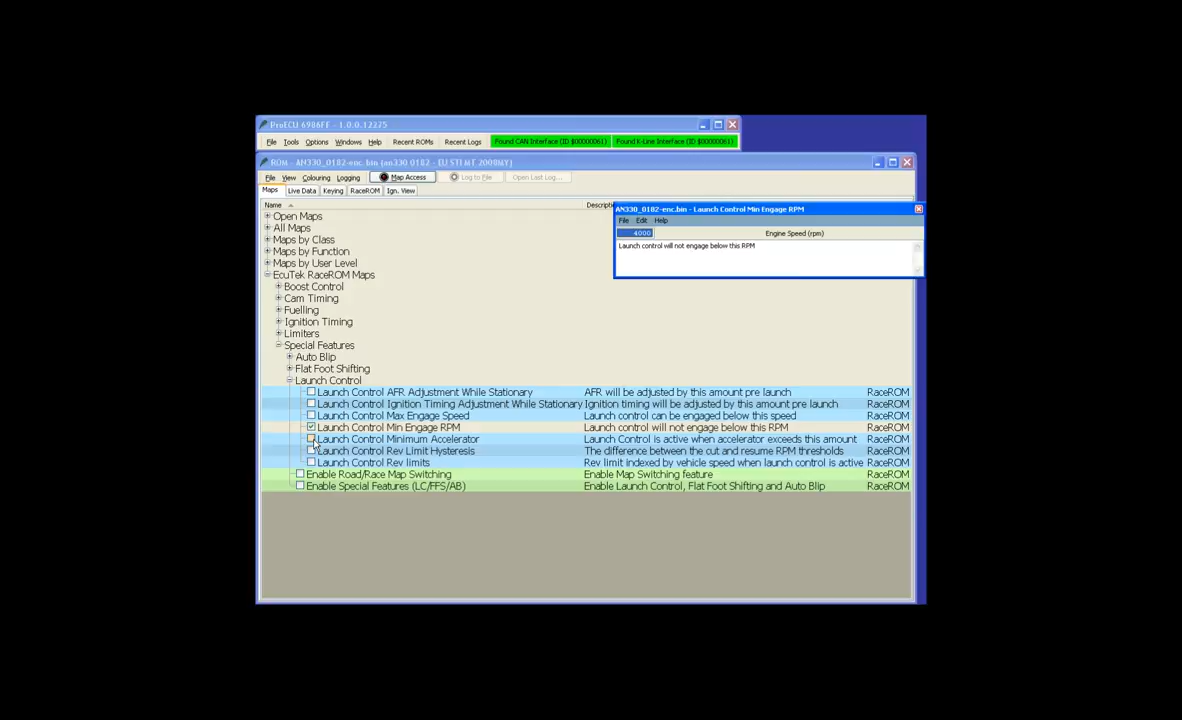 ProECU 6986FF - 1.0.0.12275
File Tools Options Windows Help Recent ROMs Recent Logs Found CAN Interface (ID $00000061) Found K-Line Interface (ID $00000061)
ROM - AN330_0182-enc.bin (an330 0182 - EU STI MT 2008MY)
File View Colouring Logging Map Access Log to File Open Last Log...
Maps Live Data Keying RaceROM Ign. View
Name Descripti
AN330_0182-enc.bin - Launch Control Min Engage RPM
File Edit Help
4000 Engine Speed (rpm)
Launch control will not engage below this RPM
Open Maps
All Maps
Maps by Class
Maps by Function
Maps by User Level
EcuTek RaceROM Maps
Boost Control
Cam Timing
Fuelling
Ignition Timing
Limiters
Special Features
Auto Blip
Flat Foot Shifting
Launch Control
Launch Control AFR Adjustment While Stationary AFR will be adjusted by this amount pre launch RaceROM
Launch Control Ignition Timing Adjustment While Stationary Ignition timing will be adjusted by this amount pre launch RaceROM
Launch Control Max Engage Speed Launch control can be engaged below this speed RaceROM
Launch Control Min Engage RPM Launch control will not engage below this RPM RaceROM
Launch Control Minimum Accelerator Launch Control is active when accelerator exceeds this amount RaceROM
Launch Control Rev Limit Hysteresis The difference between the cut and resume RPM thresholds RaceROM
Launch Control Rev limits Rev limit indexed by vehicle speed when launch control is active RaceROM
Enable Road/Race Map Switching Enable Map Switching feature RaceROM
Enable Special Features (LC/FFS/AB) Enable Launch Control, Flat Foot Shifting and Auto Blip RaceROM